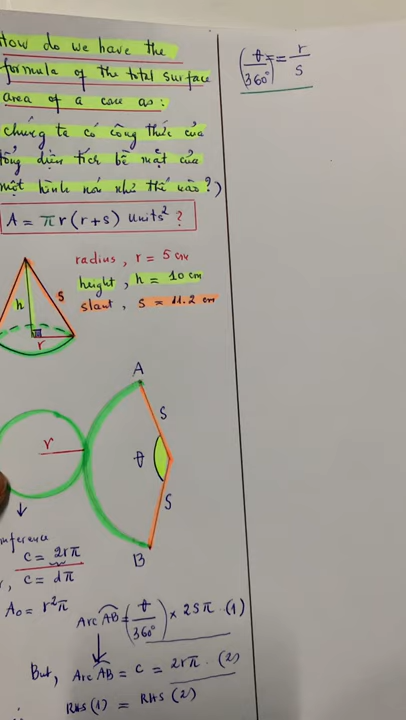 How do we have the
formula of the total surface
area of a cone as:
chúng ta có công thức của
tổng diện tích bề mặt của
một hình nón như thế nào?)
A = πr(r+s) units² ?
radius, r = 5 cm
height, h = 10 cm
slant, s = 11.2 cm
h
s
r
A
s
r
θ
s
B
c = 2rπ
c = dπ
A₀ = r²π
Arc AB = (θ/360°) × 2sπ. (1)
But, Arc AB = c = 2rπ. (2)
RHS (1) = RHS (2)
(θ/360°) = r/s